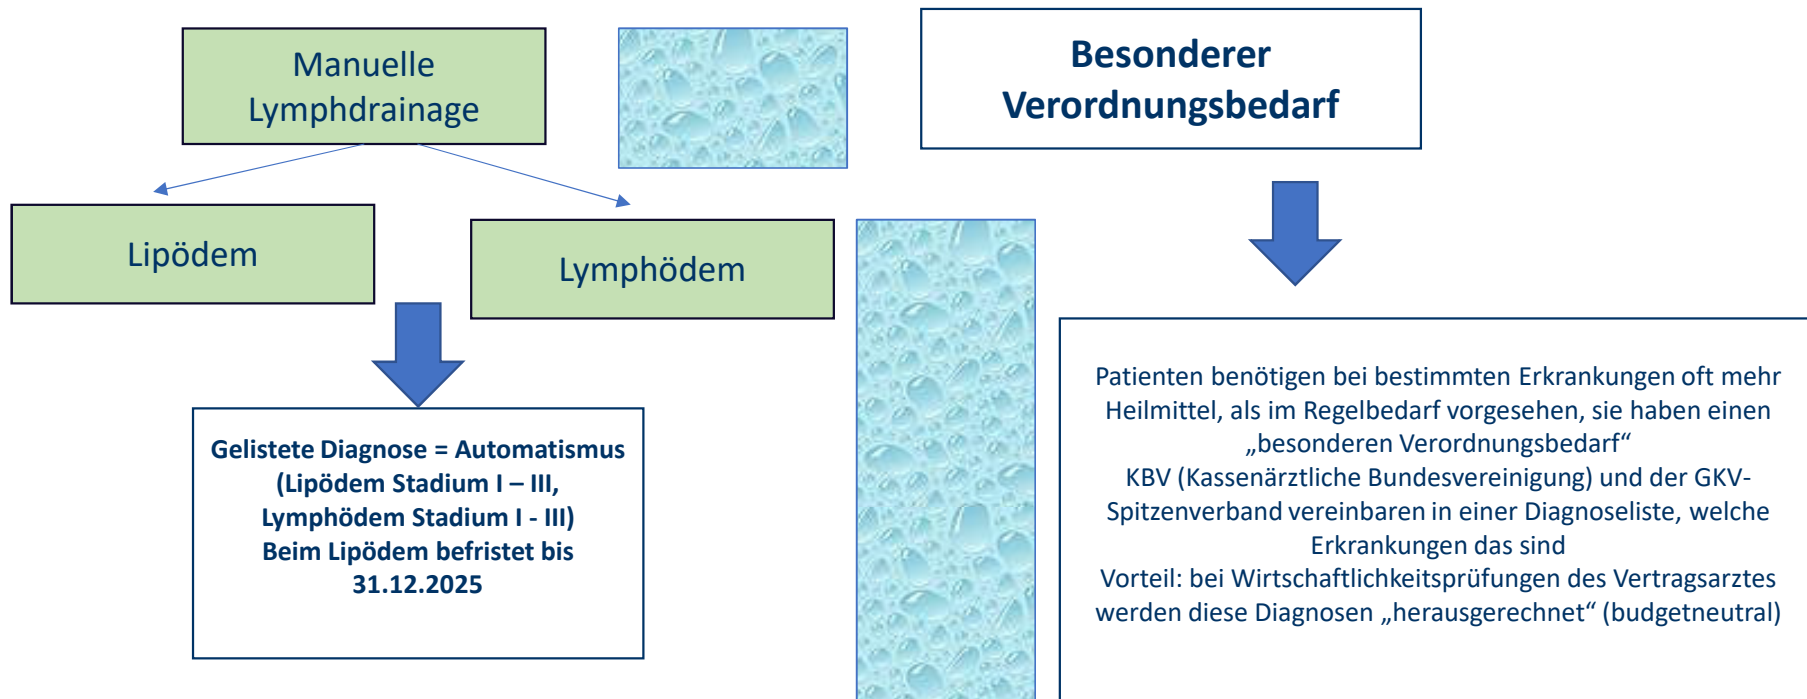 Manuelle
Lymphdrainage
Lipödem
Lymphödem
Gelistete Diagnose = Automatismus
(Lipödem Stadium I – III,
Lymphödem Stadium I - III)
Beim Lipödem befristet bis
31.12.2025
Besonderer
Verordnungsbedarf
Patienten benötigen bei bestimmten Erkrankungen oft mehr
Heilmittel, als im Regelbedarf vorgesehen, sie haben einen
„besonderen Verordnungsbedarf“
KBV (Kassenärztliche Bundesvereinigung) und der GKV-
Spitzenverband vereinbaren in einer Diagnoseliste, welche
Erkrankungen das sind
Vorteil: bei Wirtschaftlichkeitsprüfungen des Vertragsarztes
werden diese Diagnosen „herausgerechnet“ (budgetneutral)